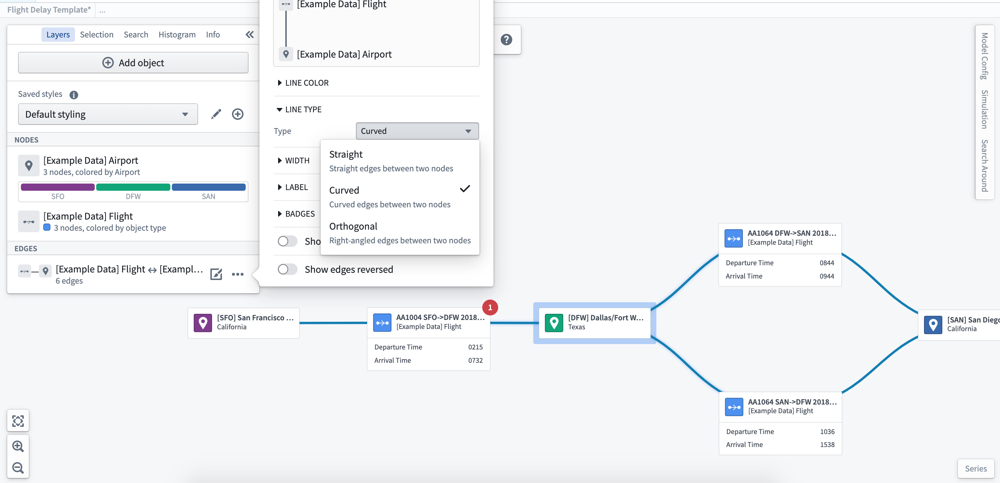 Flight Delay Template*
...
Layers
Selection
Search
Histogram
Info
Add object
Saved styles
Default styling
NODES
[Example Data] Airport
3 nodes, colored by Airport
SFO
DFW
SAN
[Example Data] Flight
3 nodes, colored by object type
EDGES
[Example Data] Flight ↔ [Exampl...
6 edges
[Example Data] Flight
[Example Data] Airport
LINE COLOR
LINE TYPE
Type
Curved
Straight
Straight edges between two nodes
Curved
Curved edges between two nodes
Orthogonal
Right-angled edges between two nodes
WIDTH
LABEL
BADGES
Sho
Show edges reversed
Model Config
Simulation
Search Around
[SFO] San Francisco ...
California
1
AA1004 SFO->DFW 2018...
[Example Data] Flight
Departure Time 0215
Arrival Time 0732
[DFW] Dallas/Fort W...
Texas
AA1064 DFW->SAN 2018...
[Example Data] Flight
Departure Time 0844
Arrival Time 0944
[SAN] San Diego
California
AA1064 SAN->DFW 2018...
[Example Data] Flight
Departure Time 1036
Arrival Time 1538
Series